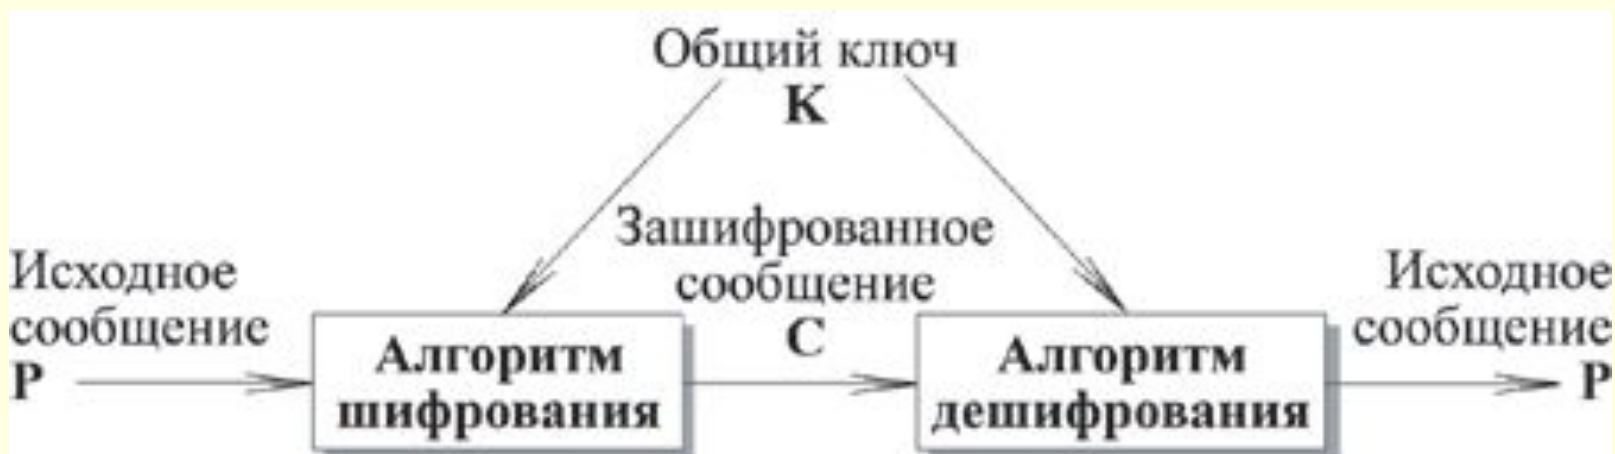 Общий ключ
K
Зашифрованное
сообщение
C
Исходное
сообщение
P
Алгоритм
шифрования
Алгоритм
дешифрования
Исходное
сообщение
P